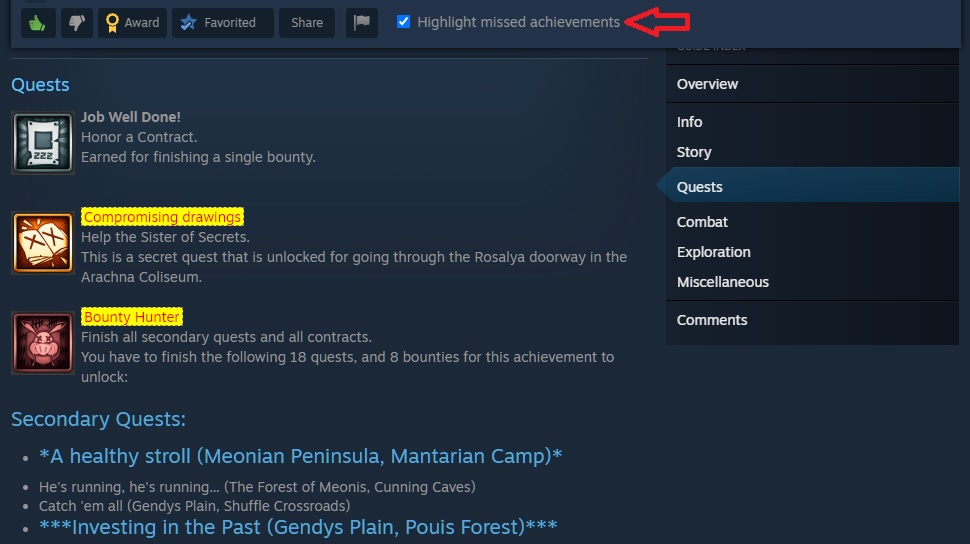 Award
Favorited
Share
Highlight missed achievements
GUIDE INDEX
Overview
Info
Story
Quests
Combat
Exploration
Miscellaneous
Comments
Quests
Job Well Done!
Honor a Contract.
Earned for finishing a single bounty.
Compromising drawings
Help the Sister of Secrets.
This is a secret quest that is unlocked for going through the Rosalya doorway in the
Arachna Coliseum.
Bounty Hunter
Finish all secondary quests and all contracts.
You have to finish the following 18 quests, and 8 bounties for this achievement to
unlock:
Secondary Quests:
*A healthy stroll (Meonian Peninsula, Mantarian Camp)*
He's running, he's running... (The Forest of Meonis, Cunning Caves)
Catch 'em all (Gendys Plain, Shuffle Crossroads)
***Investing in the Past (Gendys Plain, Pouis Forest)***